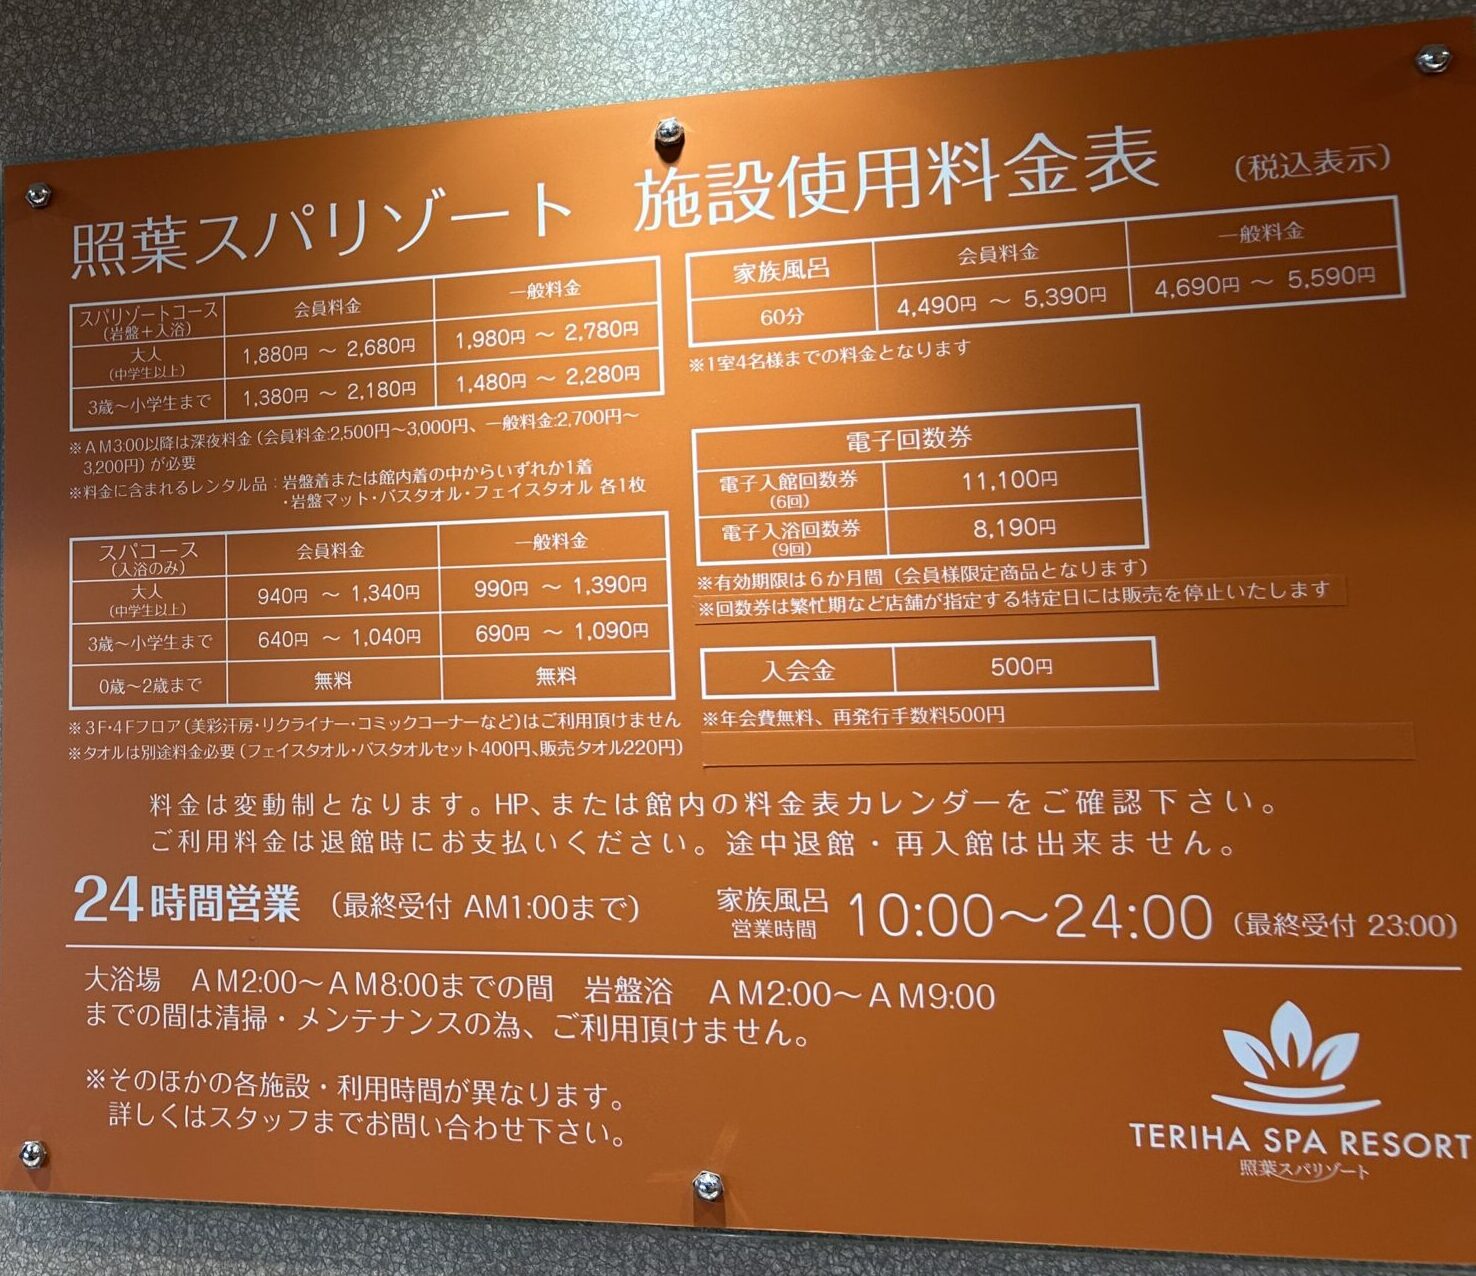 照葉スパリゾート 施設使用料金表 （税込表示）
スパリゾートコース（岩盤＋入浴） 会員料金 一般料金
大人（中学生以上） 1,880円 〜 2,680円 1,980円 〜 2,780円
3歳〜小学生まで 1,380円 〜 2,180円 1,480円 〜 2,280円
※AM3:00以降は深夜料金（会員料金:2,500円〜3,000円、一般料金:2,700円〜
3,200円）が必要
※料金に含まれるレンタル品：岩盤着または館内着の中からいずれか1着
・岩盤マット・バスタオル・フェイスタオル 各1枚
スパコース（入浴のみ） 会員料金 一般料金
大人（中学生以上） 940円 〜 1,340円 990円 〜 1,390円
3歳〜小学生まで 640円 〜 1,040円 690円 〜 1,090円
0歳〜2歳まで 無料 無料
※3F・4Fフロア（美彩汗房・リクライナー・コミックコーナーなど）はご利用頂けません
※タオルは別途料金必要（フェイスタオル・バスタオルセット400円、販売タオル220円）
家族風呂 会員料金 一般料金
60分 4,490円 〜 5,390円 4,690円 〜 5,590円
※1室4名様までの料金となります
電子回数券
電子入館回数券（6回） 11,100円
電子入浴回数券（9回） 8,190円
※有効期限は6か月間（会員様限定商品となります）
※回数券は繁忙期など店舗が指定する特定日には販売を停止いたします
入会金 500円
※年会費無料、再発行手数料500円
料金は変動制となります。HP、または館内の料金表カレンダーをご確認下さい。
ご利用料金は退館時にお支払いください。途中退館・再入館は出来ません。
24時間営業 （最終受付 AM1:00まで） 家族風呂営業時間 10:00〜24:00（最終受付 23:00）
大浴場 AM2:00〜AM8:00までの間 岩盤浴 AM2:00〜AM9:00
までの間は清掃・メンテナンスの為、ご利用頂けません。
※そのほかの各施設・利用時間が異なります。
詳しくはスタッフまでお問い合わせ下さい。
TERIHA SPA RESORT
照葉スパリゾート